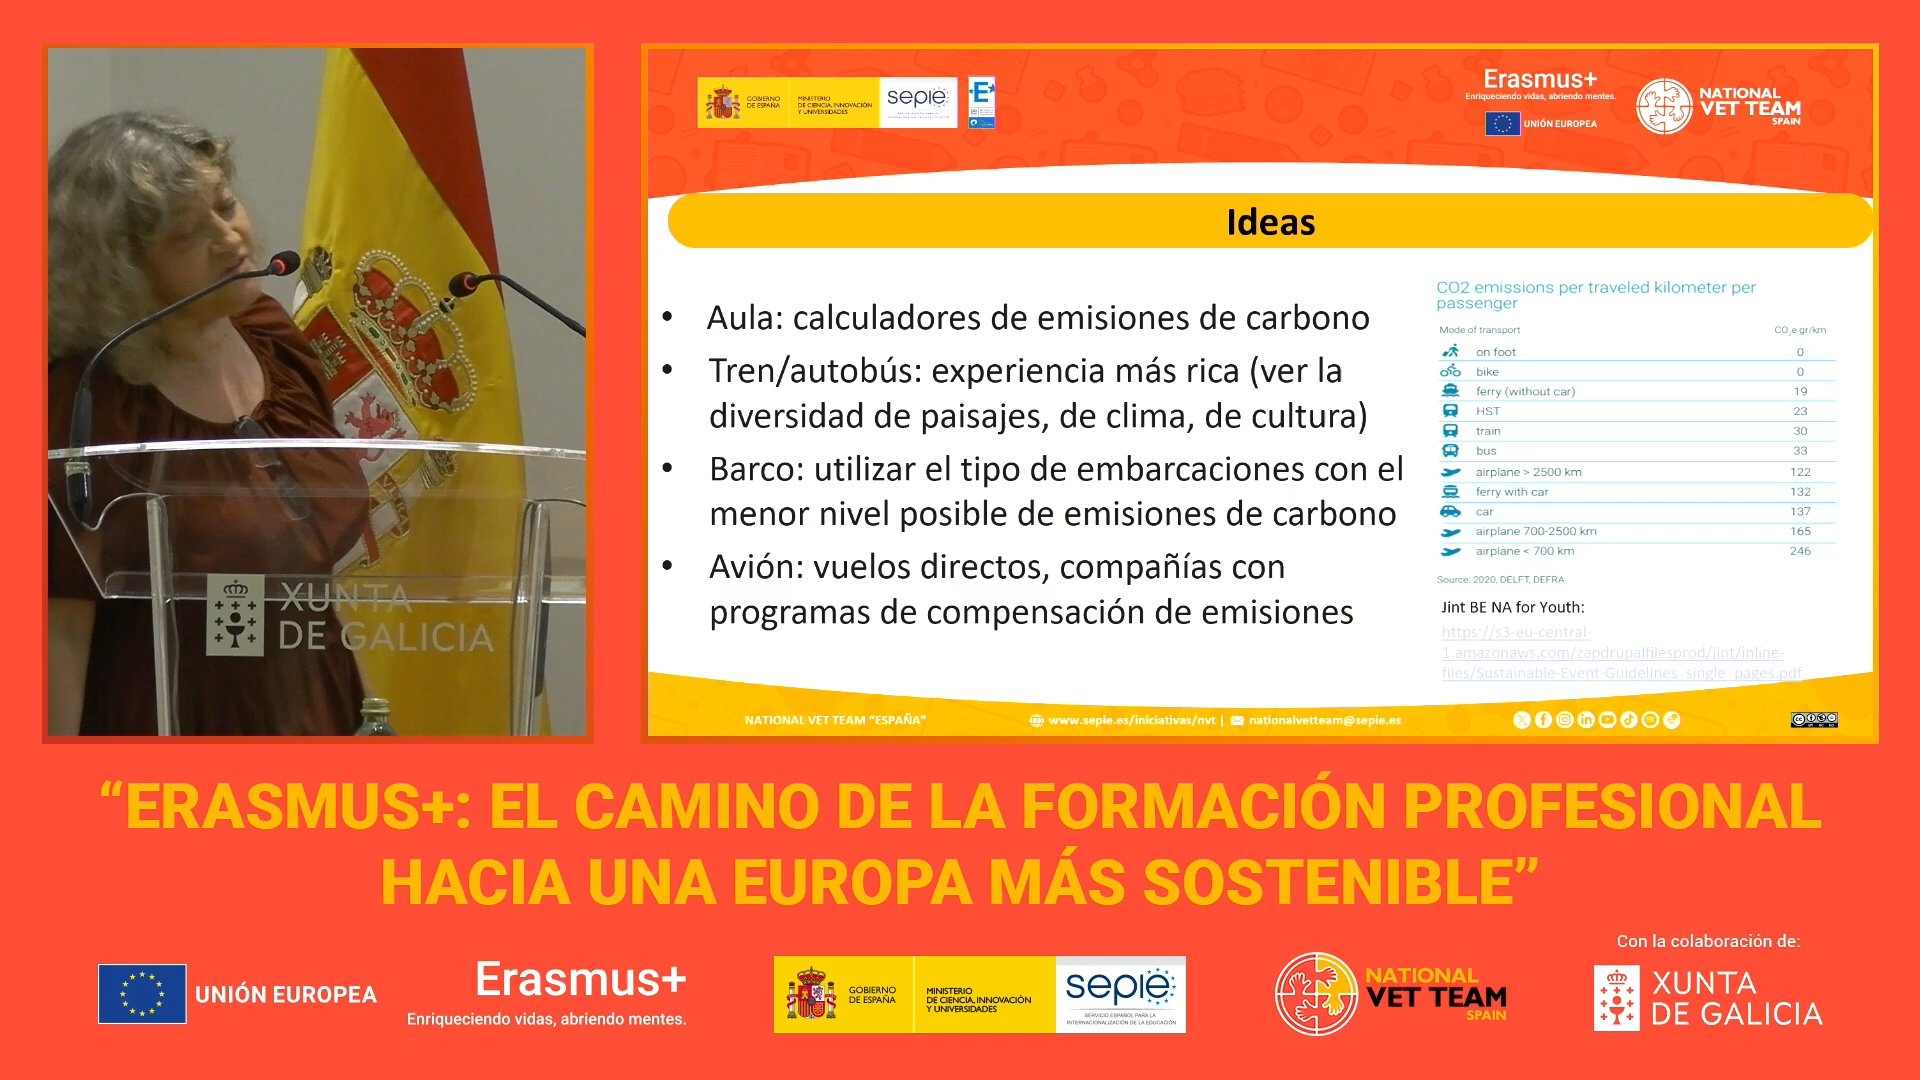 GOBIERNO
DE ESPAÑA
MINISTERIO
DE CIENCIA, INNOVACIÓN
Y UNIVERSIDADES
sepie
Erasmus+
Enriqueciendo vidas, abriendo mentes.
UNIÓN EUROPEA
NATIONAL
VET TEAM
SPAIN
Ideas
• Aula: calculadores de emisiones de carbono
• Tren/autobús: experiencia más rica (ver la
diversidad de paisajes, de clima, de cultura)
• Barco: utilizar el tipo de embarcaciones con el
menor nivel posible de emisiones de carbono
• Avión: vuelos directos, compañías con
programas de compensación de emisiones
CO2 emissions per traveled kilometer per
passenger
Mode of transport CO₂e gr/km
on foot 0
bike 0
ferry (without car) 19
HST 23
train 30
bus 33
airplane > 2500 km 122
ferry with car 132
car 137
airplane 700-2500 km 165
airplane < 700 km 246
Source: 2020, DELFT, DEFRA
Jint BE NA for Youth:
https://s3-eu-central-
1.amazonaws.com/zapdrupalfilesprod/jint/inline-
files/Sustainable-Event-Guidelines_single_pages.pdf
NATIONAL VET TEAM “ESPAÑA”
www.sepie.es/iniciativas/nvt | nationalvetteam@sepie.es
XUNTA
DE GALICIA
“ERASMUS+: EL CAMINO DE LA FORMACIÓN PROFESIONAL
HACIA UNA EUROPA MÁS SOSTENIBLE”
UNIÓN EUROPEA
Erasmus+
Enriqueciendo vidas, abriendo mentes.
GOBIERNO
DE ESPAÑA
MINISTERIO
DE CIENCIA, INNOVACIÓN
Y UNIVERSIDADES
sepie
SERVICIO ESPAÑOL PARA LA
INTERNACIONALIZACIÓN DE LA EDUCACIÓN
NATIONAL
VET TEAM
SPAIN
Con la colaboración de:
XUNTA
DE GALICIA